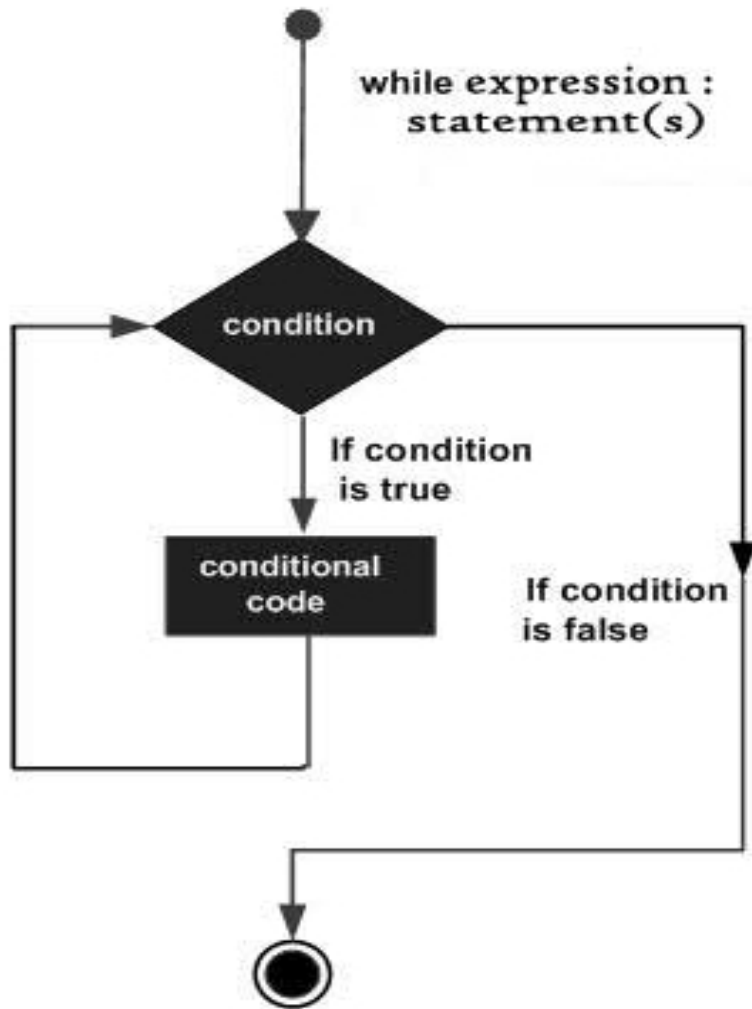 while expression :
statement(s)
condition
If condition
is true
conditional
code
If condition
is false